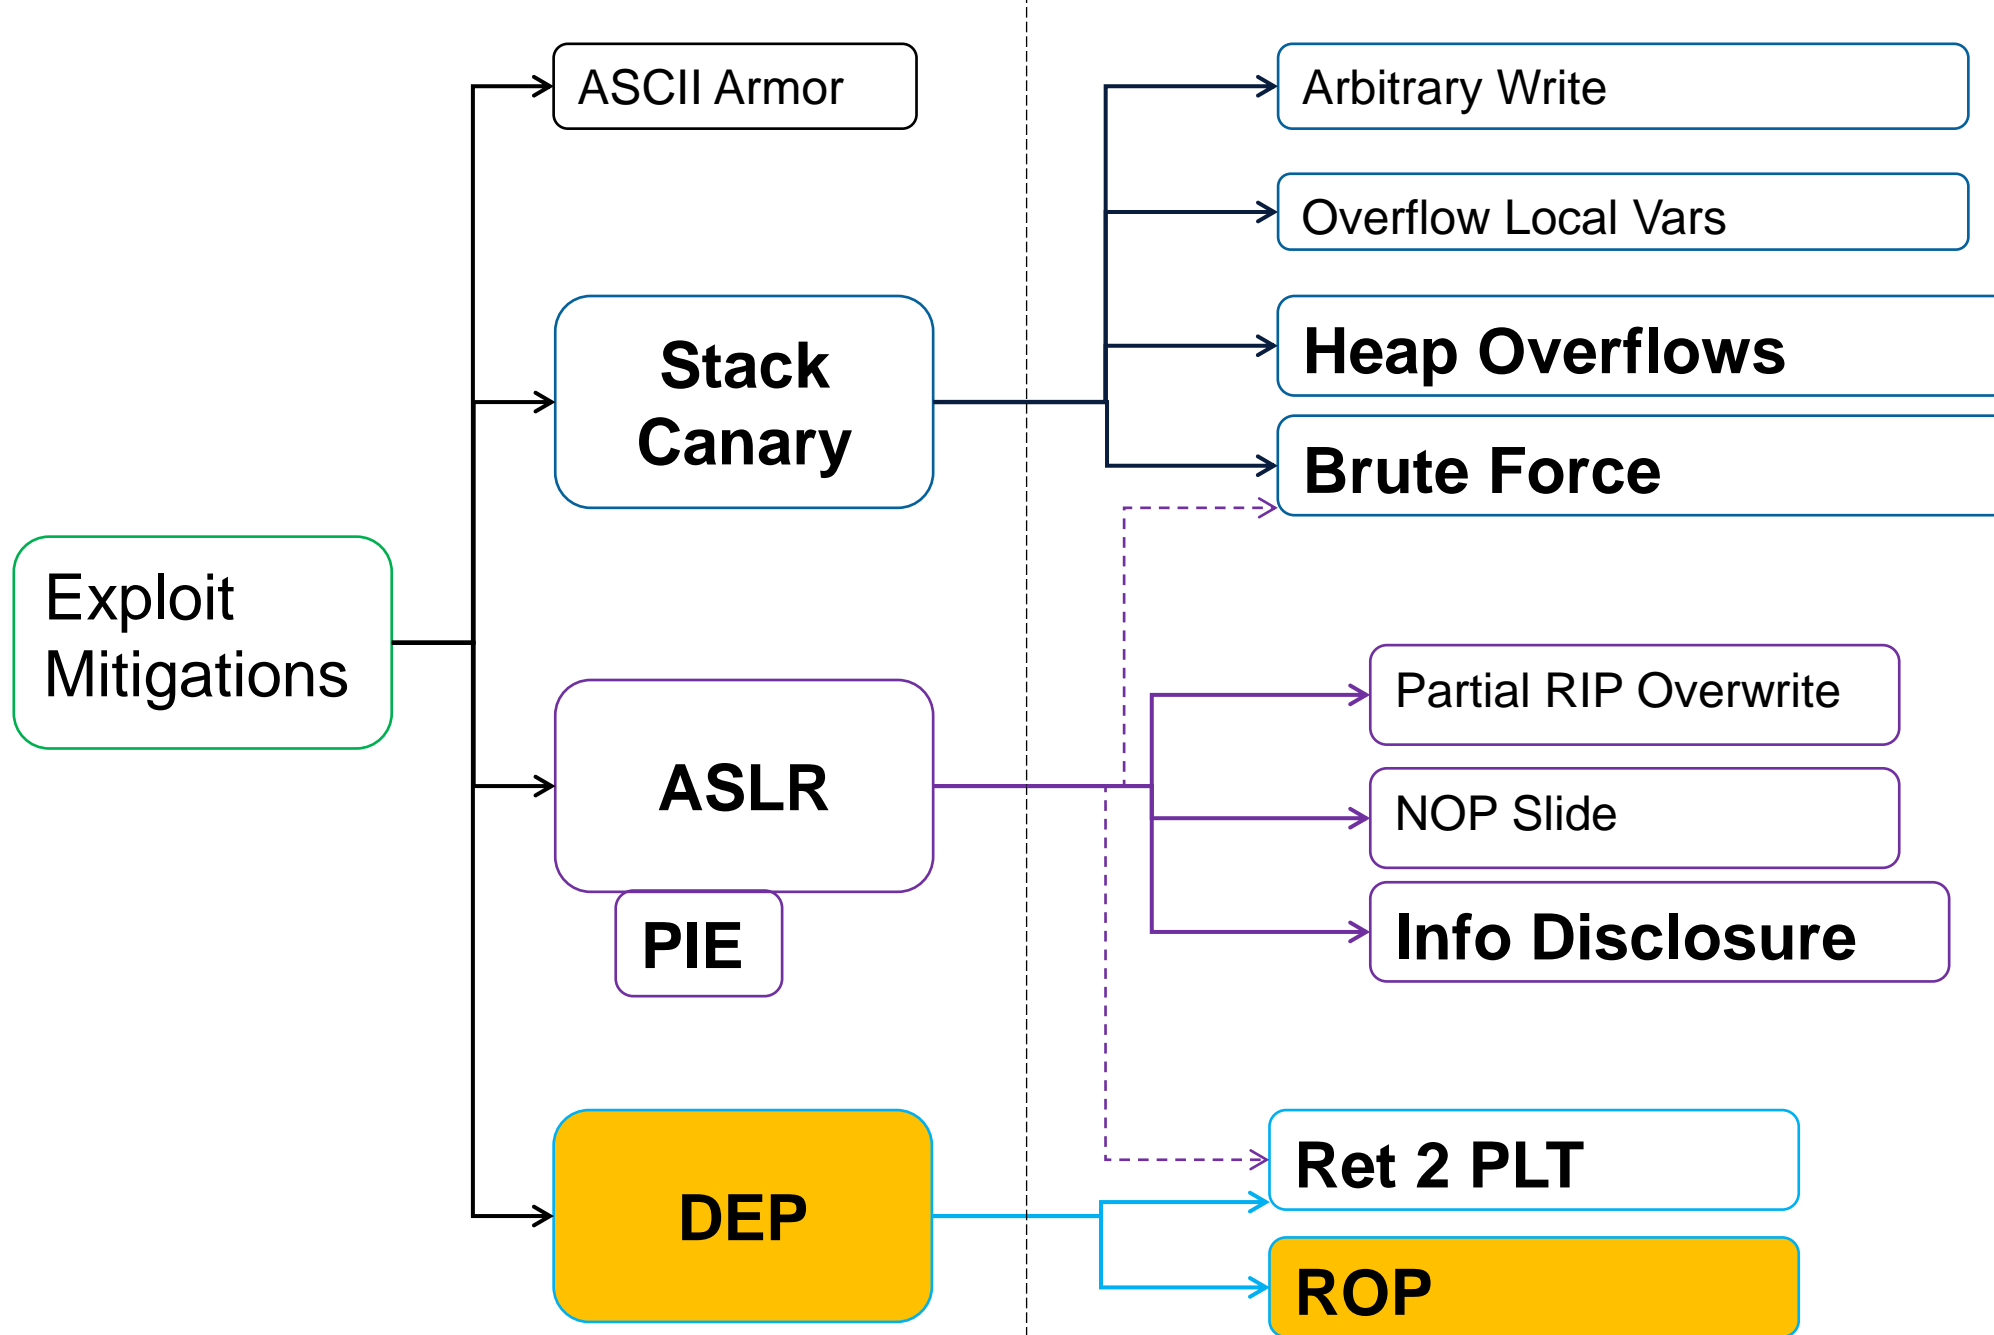 ASCII Armor
Arbitrary Write
Overflow Local Vars
Stack
Canary
Heap Overflows
Brute Force
Exploit
Mitigations
ASLR
PIE
Partial RIP Overwrite
NOP Slide
Info Disclosure
DEP
Ret 2 PLT
ROP